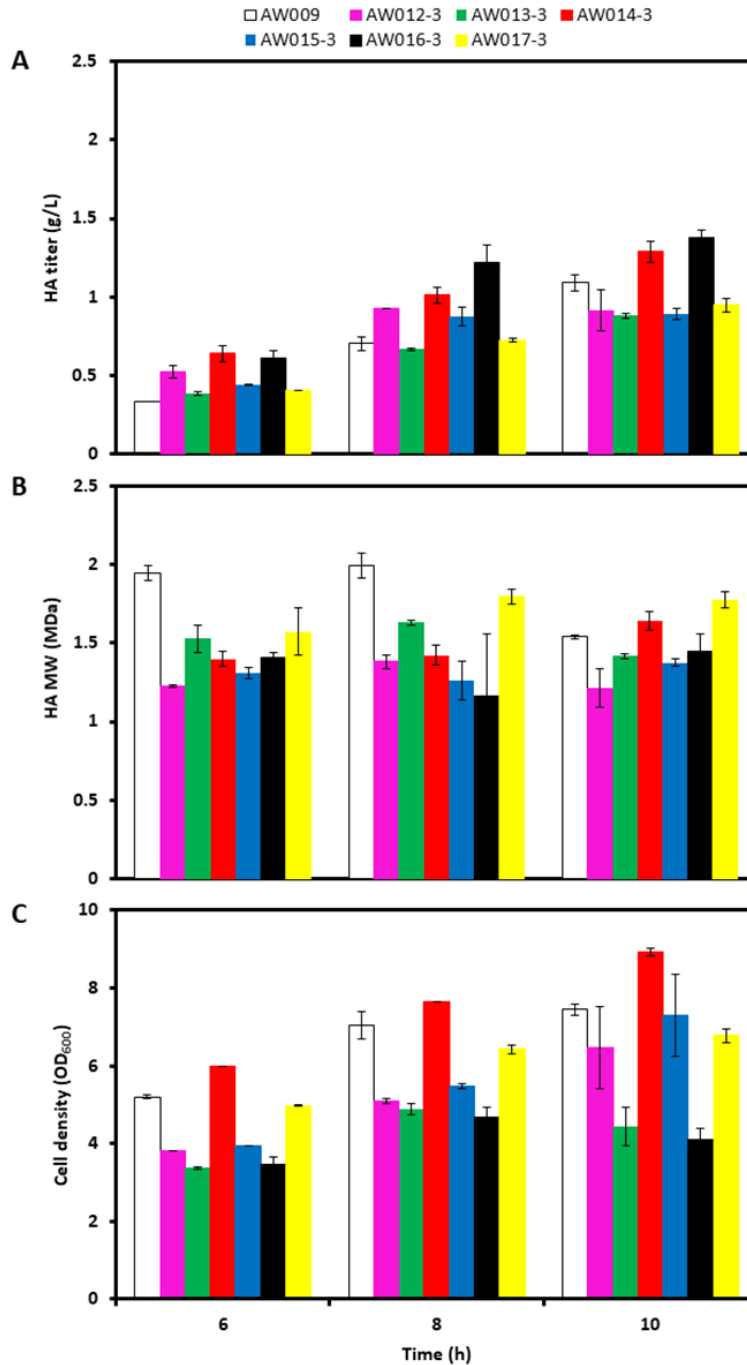 AW009 AW012-3 AW013-3 AW014-3
AW015-3 AW016-3 AW017-3
A
2.5
2
1.5
1
0.5
0
HA titer (g/L)
B
2.5
2
1.5
1
0.5
0
HA MW (MDa)
C
10
8
6
4
2
0
Cell density (OD600)
6 8 10
Time (h)